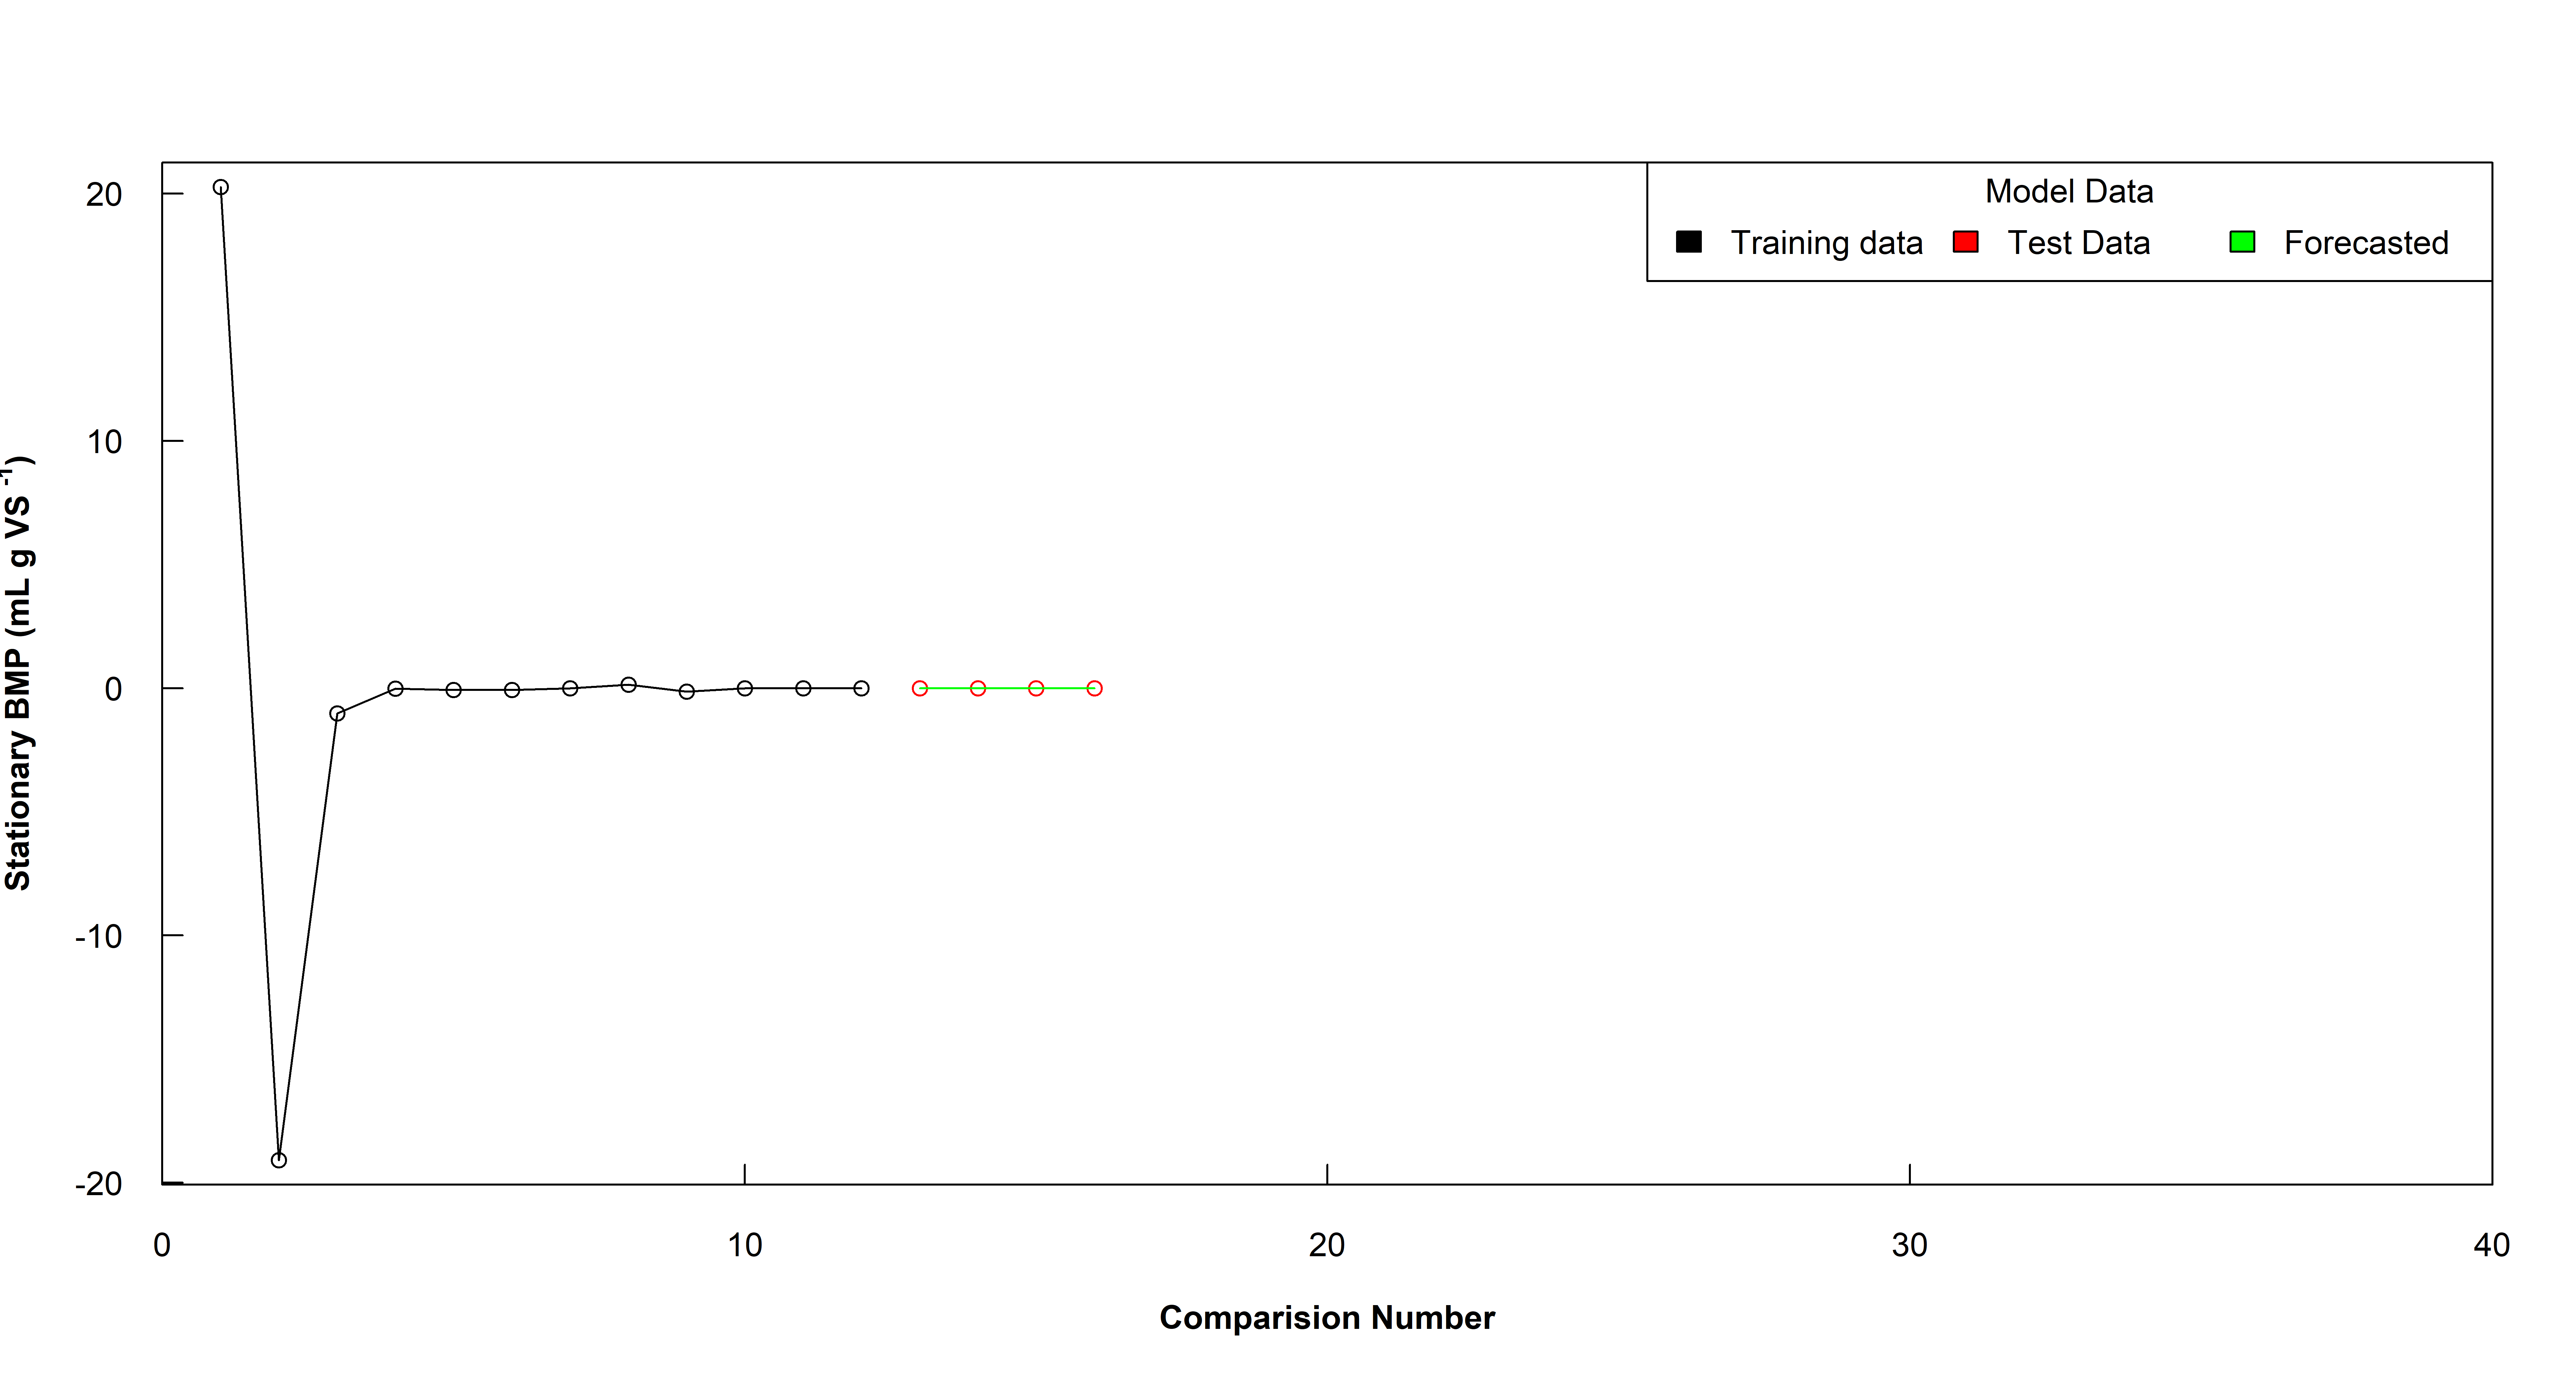 Model Data
Training data
Test Data
Forecasted
20
10
0
-10
-20
Stationary BMP (mL g VS -1)
0
10
20
30
40
Comparision Number